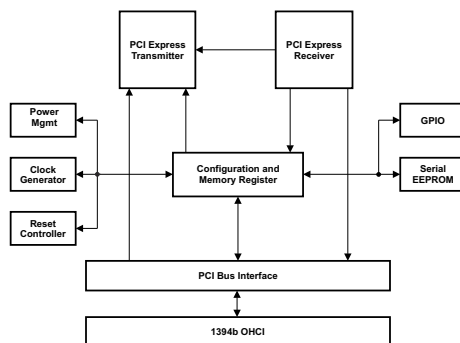 PCI Express
Transmitter
PCI Express
Receiver
Power
Mgmt
GPIO
Clock
Generator
Configuration and
Memory Register
Serial
EEPROM
Reset
Controller
PCI Bus Interface
1394b OHCI